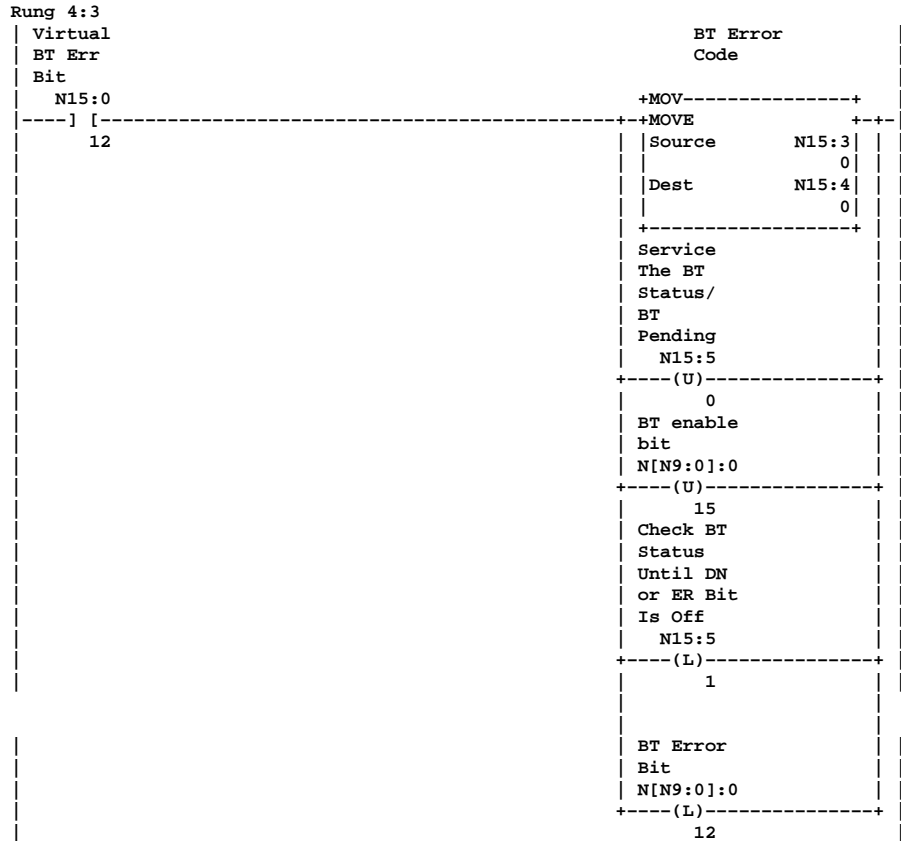 Rung 4:3
| Virtual                                                                 BT Error            |
| BT Err                                                                  Code                |
| Bit                                                                                         |
|   N15:0                                                           +MOV---------------+    |
|----] [------------------------------------------------+-+MOVE               +-+-|
|      12                                                         | |Source      N15:3| | |
|                                                                 | |                0| | |
|                                                                 | |Dest        N15:4| | |
|                                                                 | |                0| | |
|                                                                 | +------------------+ | |
|                                                                 | Service              | |
|                                                                 | The BT               | |
|                                                                 | Status/              | |
|                                                                 | BT                   | |
|                                                                 | Pending              | |
|                                                                 |   N15:5              | |
|                                                                 +----(U)---------------+ |
|                                                                 |      0               | |
|                                                                 | BT enable            | |
|                                                                 | bit                  | |
|                                                                 | N[N9:0]:0            | |
|                                                                 +----(U)---------------+ |
|                                                                 |     15               | |
|                                                                 | Check BT             | |
|                                                                 | Status               | |
|                                                                 | Until DN             | |
|                                                                 | or ER Bit            | |
|                                                                 | Is Off               | |
|                                                                 |   N15:5              | |
|                                                                 +----(L)---------------+ |
|                                                                 |      1               | |
|                                                                 | BT Error             | |
|                                                                 | Bit                  | |
|                                                                 | N[N9:0]:0            | |
|                                                                 +----(L)---------------+ |
|                                                                       12                 |